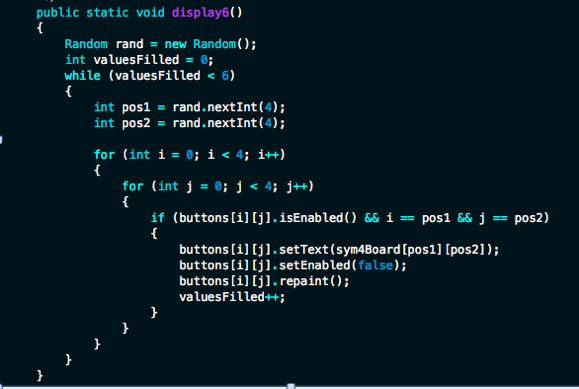 public static void display6()
{
    Random rand = new Random();
    int valuesFilled = 0;
    while (valuesFilled < 6)
    {
        int pos1 = rand.nextInt(4);
        int pos2 = rand.nextInt(4);

        for (int i = 0; i < 4; i++)
        {
            for (int j = 0; j < 4; j++)
            {
                if (buttons[i][j].isEnabled() && i == pos1 && j == pos2)
                {
                    buttons[i][j].setText(sym4Board[pos1][pos2]);
                    buttons[i][j].setEnabled(false);
                    buttons[i][j].repaint();
                    valuesFilled++;
                }
            }
        }
    }
}